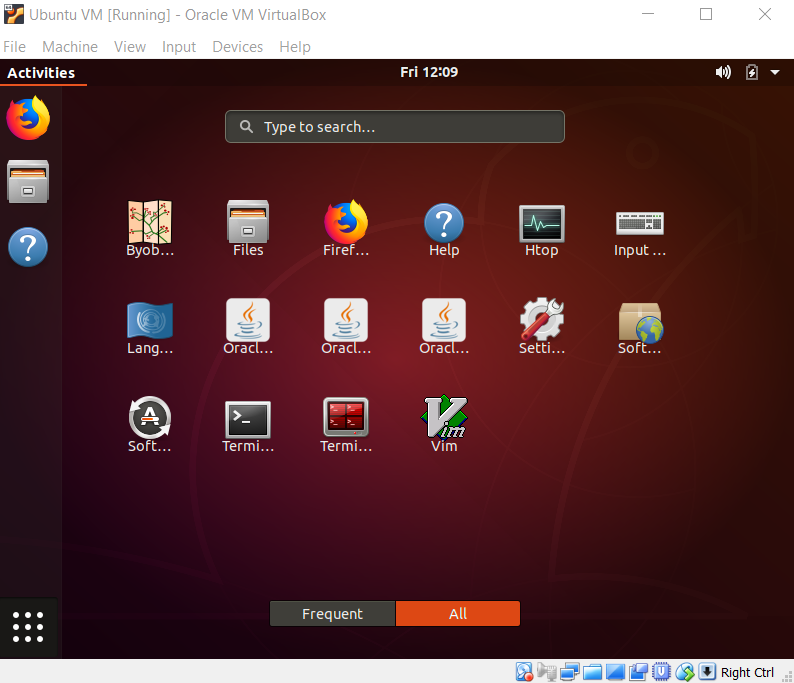 Ubuntu VM [Running] - Oracle VM VirtualBox
File Machine View Input Devices Help
Activities
Fri 12:09
Type to search...
Byob... Files Firef... Help Htop Input ...
Lang... Oracl... Oracl... Oracl... Setti... Soft...
Soft... Termi... Termi... Vim
Frequent All
Right Ctrl